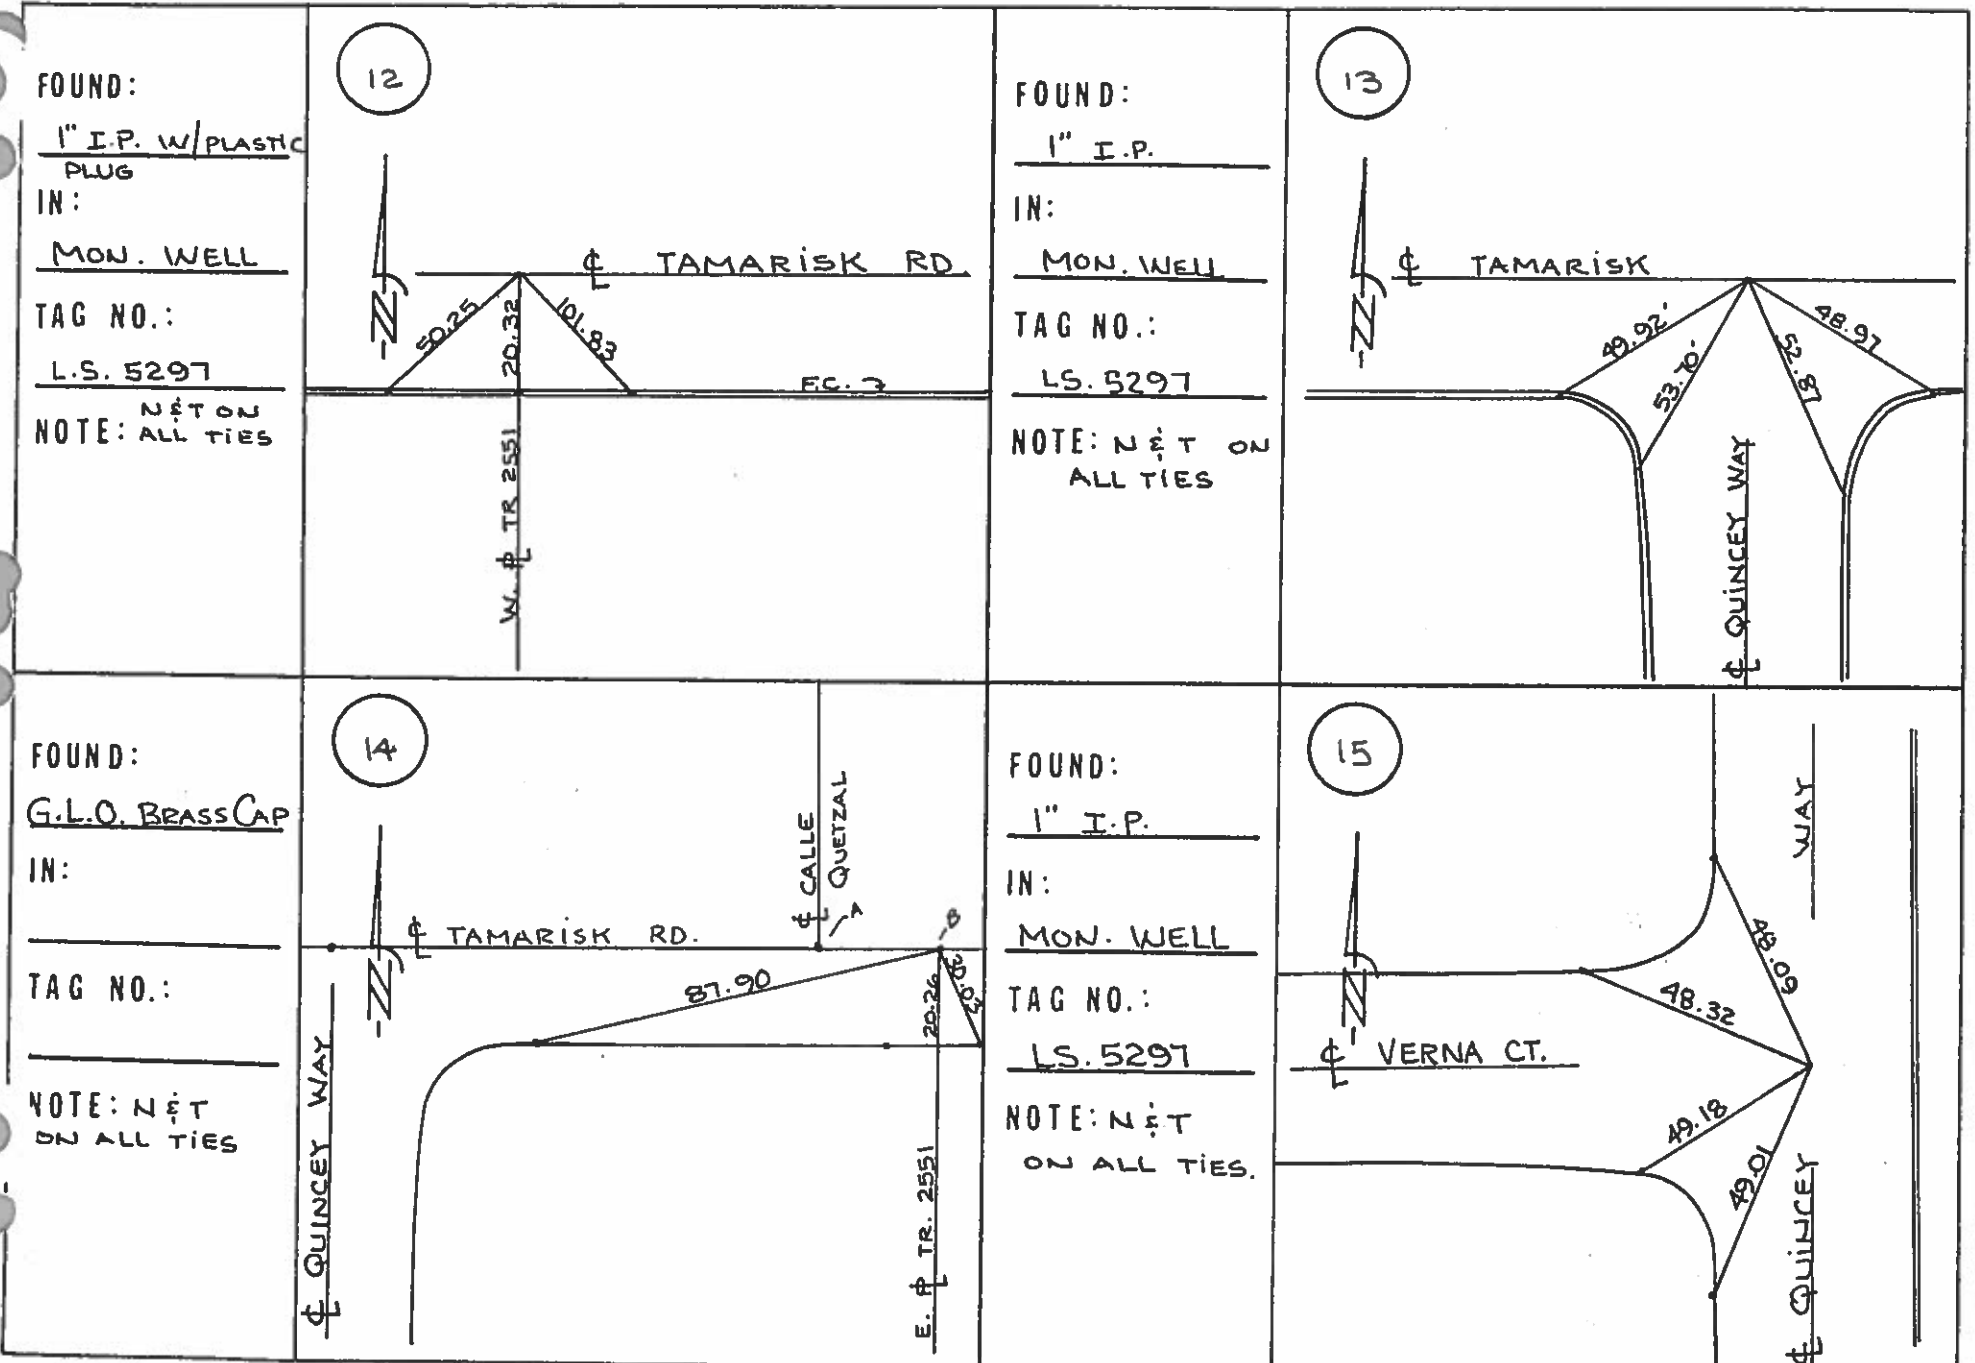 12
FOUND:
1" I.P. W/PLASTIC
PLUG
IN:
MON. WELL
TAG NO.:
L.S. 5297
NOTE: N&T ON
ALL TIES
N
℄ TAMARISK RD
50.25
20.32
101.83
F.C.
W. ⅊ TR 2551
13
FOUND:
1" I.P.
IN:
MON. WELL
TAG NO.:
LS. 5297
NOTE: N & T ON
ALL TIES
N
℄ TAMARISK
49.92'
53.70'
52.87
48.97
℄ QUINCEY WAY
14
FOUND:
G.L.O. BRASS CAP
IN:
TAG NO.:
NOTE: N & T
ON ALL TIES
N
℄ CALLE
QUETZAL
A
B
℄ TAMARISK RD.
87.90
20.26
℄ QUINCEY WAY
E. ⅊ TR. 2551
15
FOUND:
1" I.P.
IN:
MON. WELL
TAG NO.:
LS. 5297
NOTE: N & T
ON ALL TIES.
N
WAY
48.09
48.32
℄ VERNA CT.
49.18
49.01
℄ QUINCEY